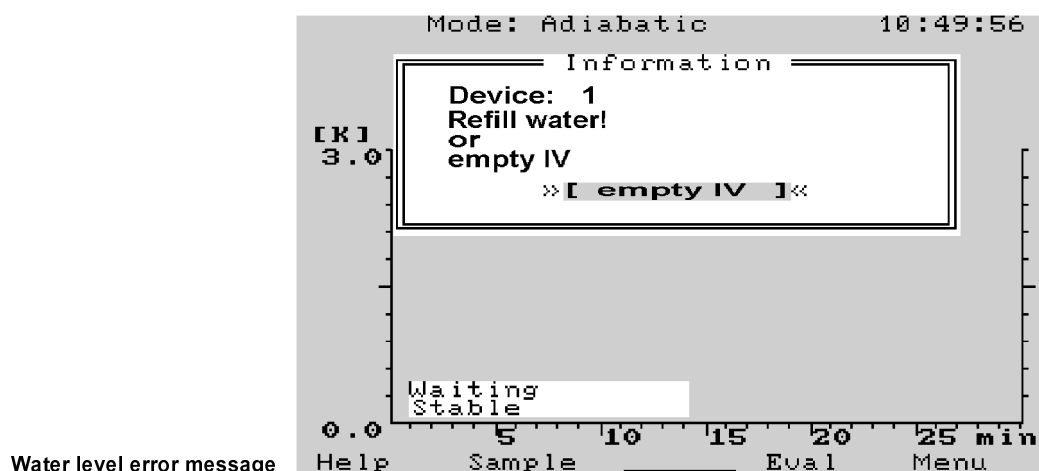 Mode: Adiabatic 10:49:56
Information
Device: 1
Refill water!
or
empty IV
»[ empty IV ]«
[K]
3.0
Waiting
Stable
0.0 5 10 15 20 25 min
Help Sample Eval Menu
Water level error message